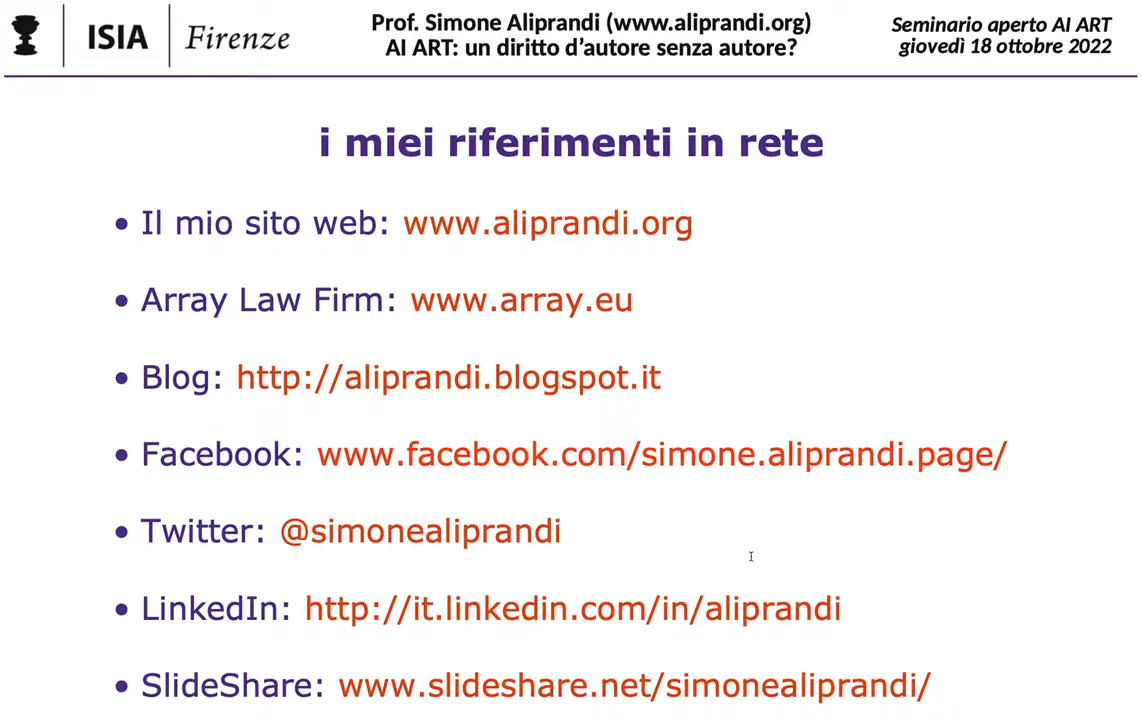 ISIA Firenze
Prof. Simone Aliprandi (www.aliprandi.org)
AI ART: un diritto d'autore senza autore?
Seminario aperto AI ART
giovedì 18 ottobre 2022
i miei riferimenti in rete
• Il mio sito web: www.aliprandi.org
• Array Law Firm: www.array.eu
• Blog: http://aliprandi.blogspot.it
• Facebook: www.facebook.com/simone.aliprandi.page/
• Twitter: @simonealiprandi
• LinkedIn: http://it.linkedin.com/in/aliprandi
• SlideShare: www.slideshare.net/simonealiprandi/